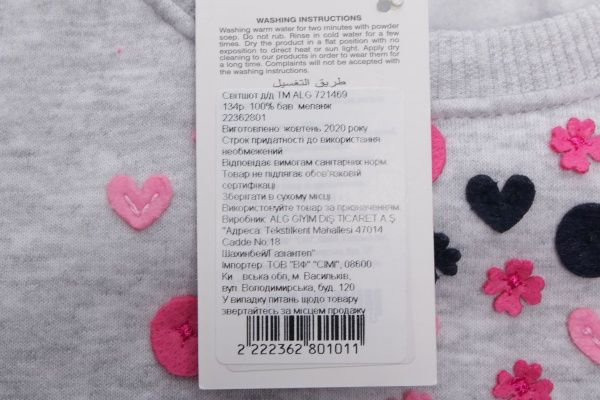 WASHING INSTRUCTIONS
Washing warm water for two minutes with powder
soep. Do not rub. Rinse in cold water for a few
times. Dry the product in a flat position with no
exposition to direct heat or sun light. Apply dry
clearing to our products in order to wear them for
a long time. Complaints will not be accepted with
the washing instructions.
طريق التغسيل
Світшот д/д TM ALG 721469
134р. 100% бав. меланж
22362801
Виготовлено: жовтень 2020 року
Строк придатності до використання
необмежений
Відповідає вимогам санітарних норм.
Товар не підлягає обов'язковій
сертифікації
Зберігати в сухому місці.
Використовуйте товар за призначенням.
Виробник: ALG GIYIM DIŞ TICARET A.Ş
"Адреса: Tekstilkent Mahallesi 47014
Cadde No:18
Шахинбей/Газіантеп"
Імпортер: ТОВ "ВФ" "СІМІ", 08600,
Ки вська обл, м. Васильків,
вул. Володимирська, буд. 120
У випадку питань щодо товару
звертайтесь за місцем продажу
2 222362 801011